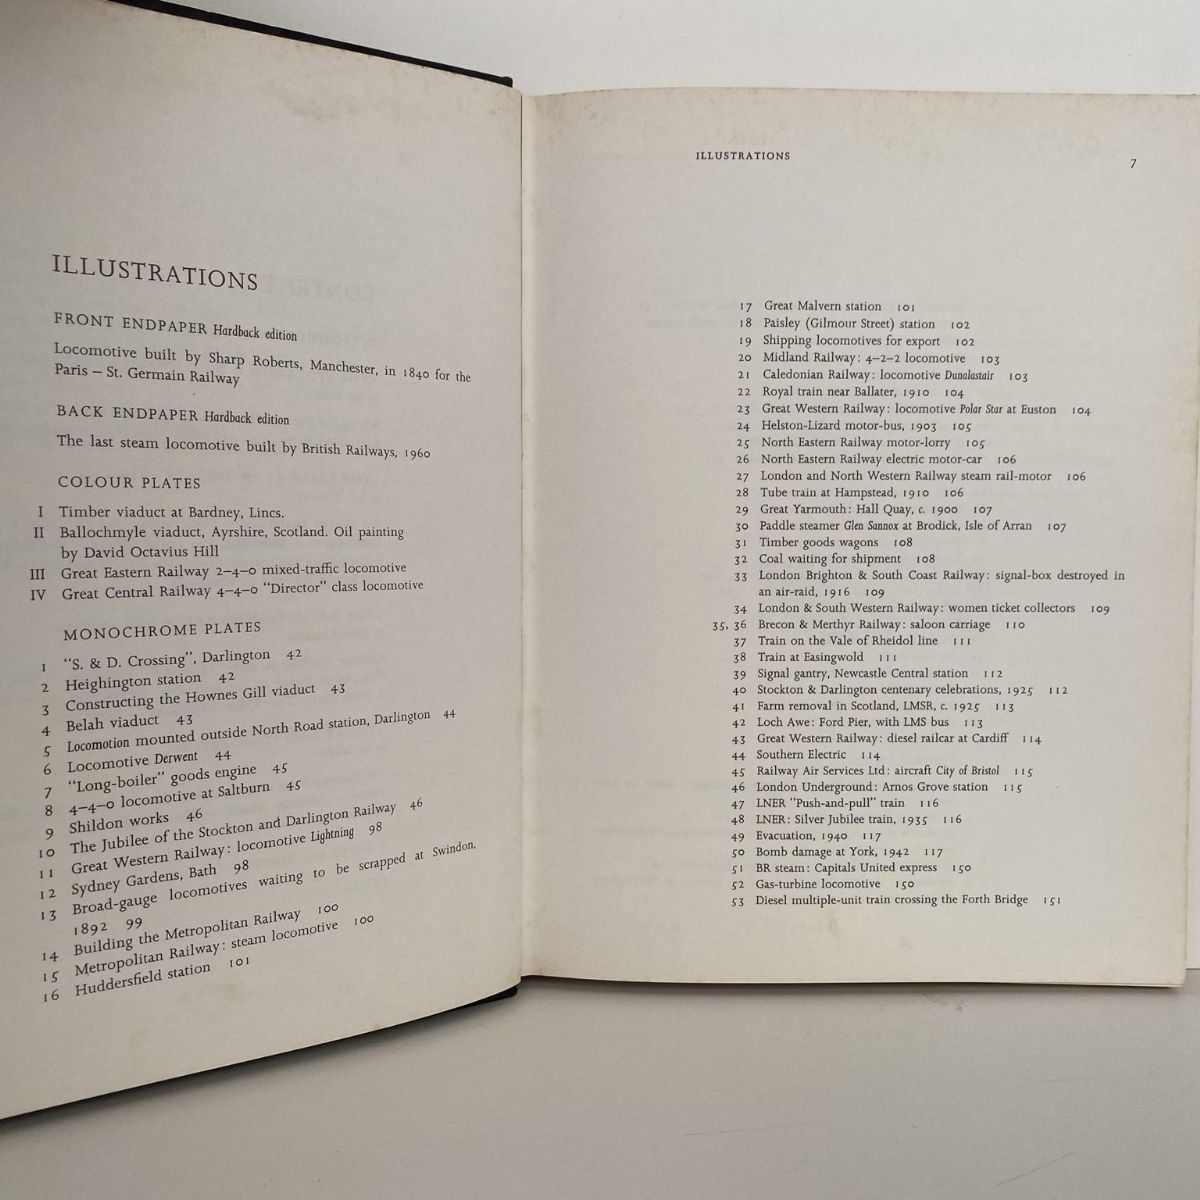 ILLUSTRATIONS
FRONT ENDPAPER Hardback edition
Locomotive built by Sharp Roberts, Manchester, in 1840 for the
Paris – St. Germain Railway
BACK ENDPAPER Hardback edition
The last steam locomotive built by British Railways, 1960
COLOUR PLATES
I Timber viaduct at Bardney, Lincs.
II Ballochmyle viaduct, Ayrshire, Scotland. Oil painting
by David Octavius Hill
III Great Eastern Railway 2–4–0 mixed-traffic locomotive
IV Great Central Railway 4–4–0 "Director" class locomotive
MONOCHROME PLATES
1 "S. & D. Crossing", Darlington 42
2 Heighington station 42
3 Constructing the Hownes Gill viaduct 43
4 Belah viaduct 43
5 Locomotion mounted outside North Road station, Darlington 44
6 Locomotive Derwent 44
7 "Long-boiler" goods engine 45
8 4–4–0 locomotive at Saltburn 45
9 Shildon works 46
10 The Jubilee of the Stockton and Darlington Railway 46
11 Great Western Railway: locomotive Lightning 98
12 Sydney Gardens, Bath 98
13 Broad-gauge locomotives waiting to be scrapped at Swindon,
1892 99
14 Building the Metropolitan Railway 100
15 Metropolitan Railway: steam locomotive 100
16 Huddersfield station 101
ILLUSTRATIONS 7
17 Great Malvern station 101
18 Paisley (Gilmour Street) station 102
19 Shipping locomotives for export 102
20 Midland Railway: 4–2–2 locomotive 103
21 Caledonian Railway: locomotive Dunalastair 103
22 Royal train near Ballater, 1910 104
23 Great Western Railway: locomotive Polar Star at Euston 104
24 Helston-Lizard motor-bus, 1903 105
25 North Eastern Railway motor-lorry 105
26 North Eastern Railway electric motor-car 106
27 London and North Western Railway steam rail-motor 106
28 Tube train at Hampstead, 1910 106
29 Great Yarmouth: Hall Quay, c. 1900 107
30 Paddle steamer Glen Sannox at Brodick, Isle of Arran 107
31 Timber goods wagons 108
32 Coal waiting for shipment 108
33 London Brighton & South Coast Railway: signal-box destroyed in
an air-raid, 1916 109
34 London & South Western Railway: women ticket collectors 109
35, 36 Brecon & Merthyr Railway: saloon carriage 110
37 Train on the Vale of Rheidol line 111
38 Train at Easingwold 111
39 Signal gantry, Newcastle Central station 112
40 Stockton & Darlington centenary celebrations, 1925 112
41 Farm removal in Scotland, LMSR, c. 1925 113
42 Loch Awe: Ford Pier, with LMS bus 113
43 Great Western Railway: diesel railcar at Cardiff 114
44 Southern Electric 114
45 Railway Air Services Ltd: aircraft City of Bristol 115
46 London Underground: Arnos Grove station 115
47 LNER "Push-and-pull" train 116
48 LNER: Silver Jubilee train, 1935 116
49 Evacuation, 1940 117
50 Bomb damage at York, 1942 117
51 BR steam: Capitals United express 150
52 Gas-turbine locomotive 150
53 Diesel multiple-unit train crossing the Forth Bridge 151